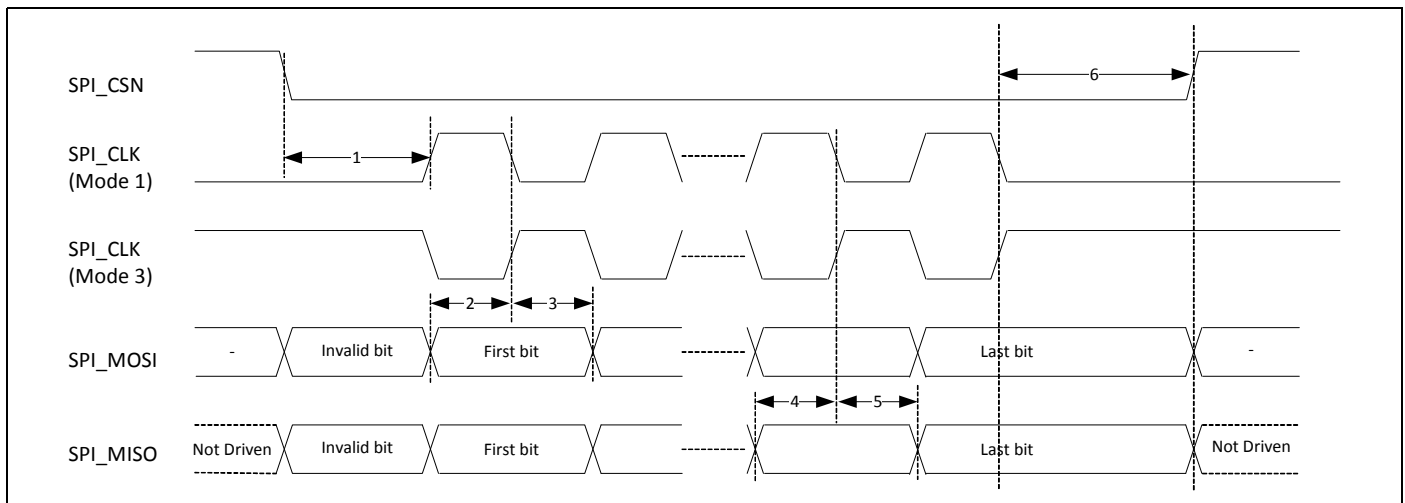 SPI_CSN
6
SPI_CLK
(Mode 1)
1
SPI_CLK
(Mode 3)
2 3
SPI_MOSI - Invalid bit First bit Last bit -
4 5
SPI_MISO Not Driven Invalid bit First bit Last bit Not Driven